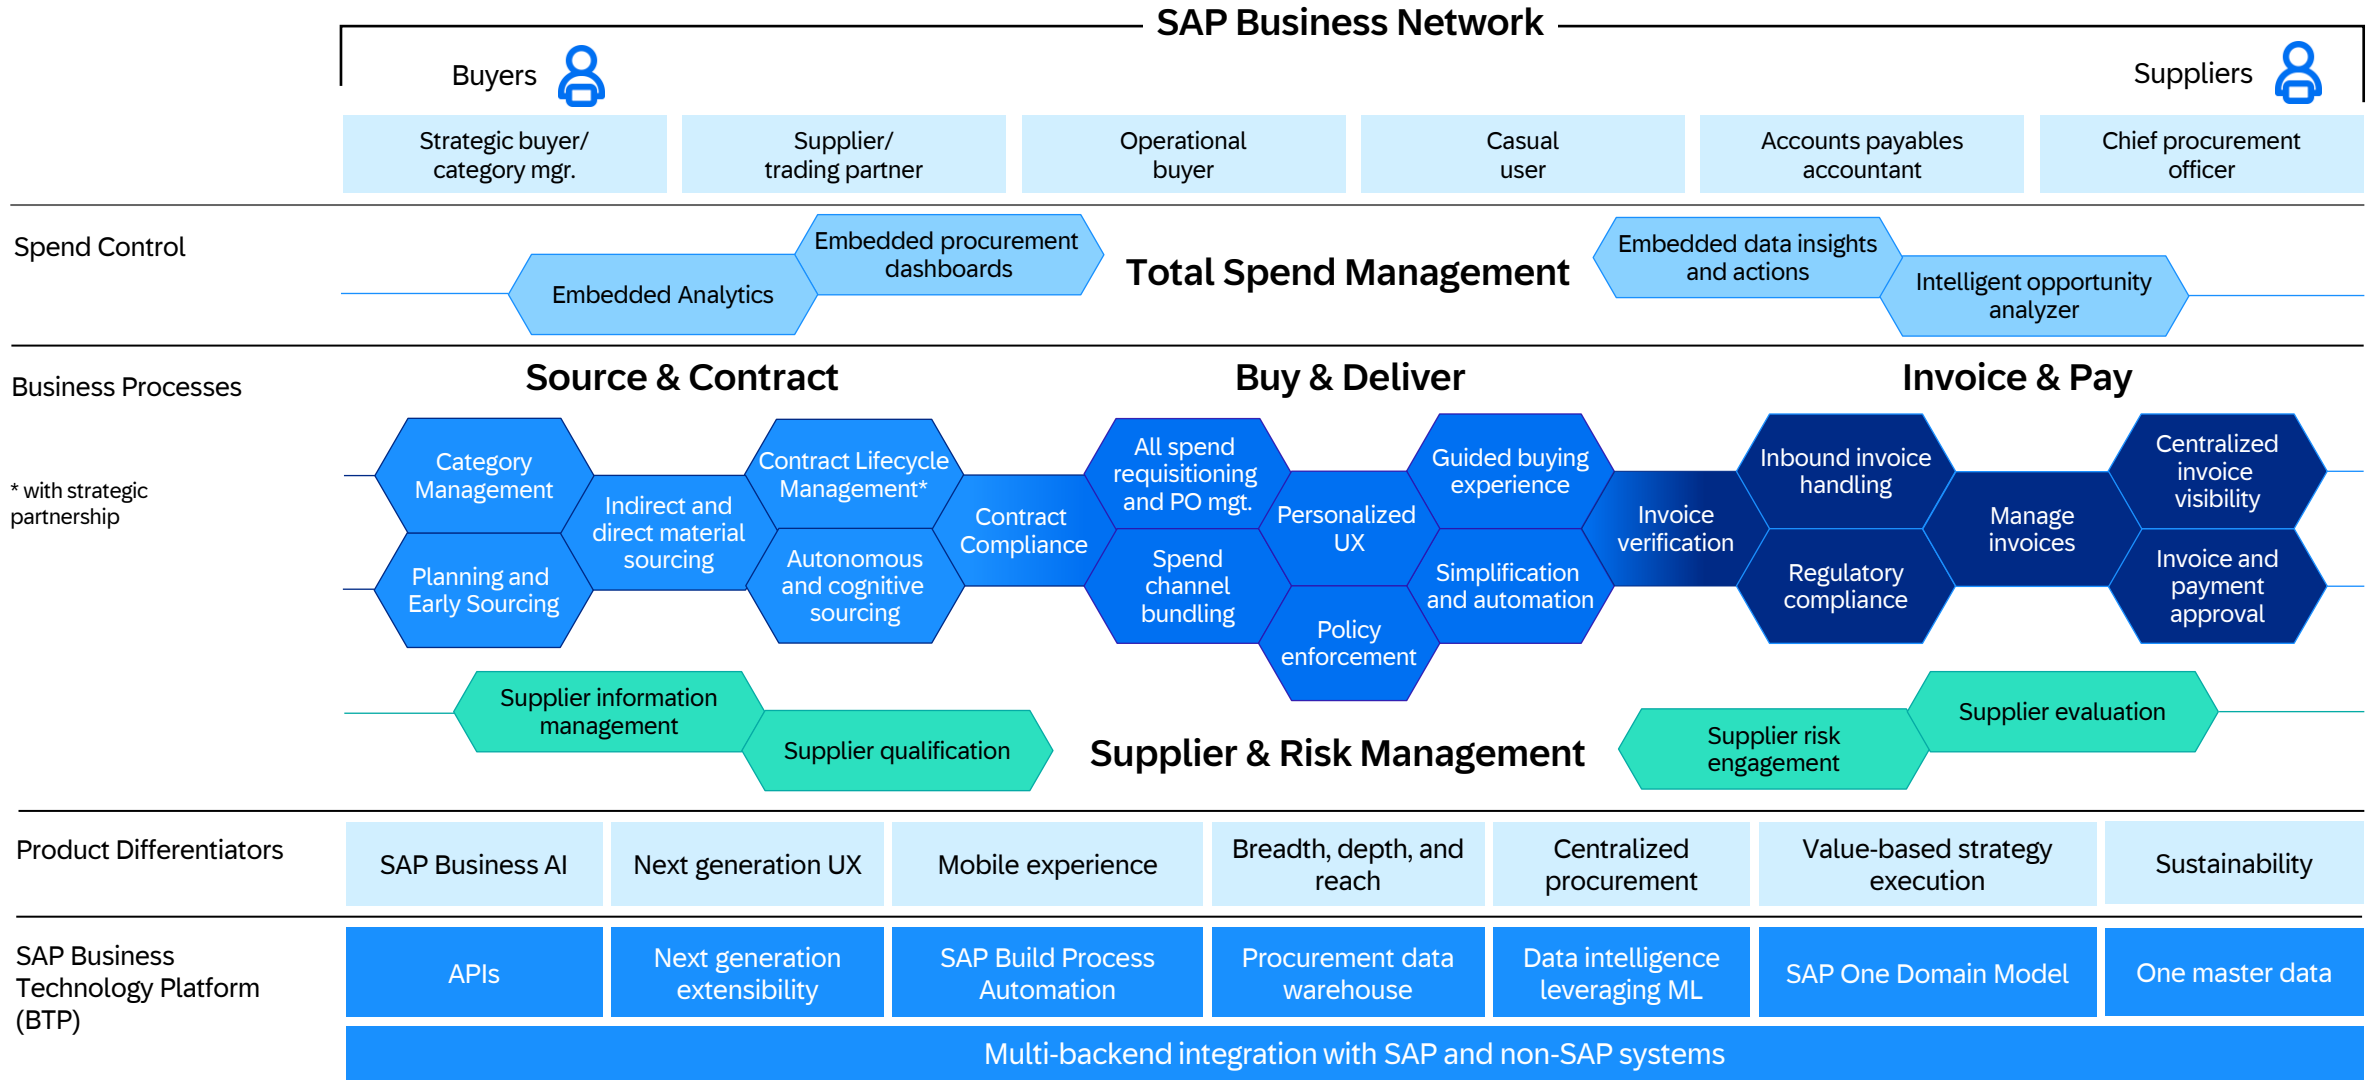 SAP Business Network
Buyers
Suppliers
Strategic buyer/
category mgr.
Supplier/
trading partner
Operational
buyer
Casual
user
Accounts payables
accountant
Chief procurement
officer
Spend Control
Embedded Analytics
Embedded procurement
dashboards
Total Spend Management
Embedded data insights
and actions
Intelligent opportunity
analyzer
Business Processes
* with strategic
partnership
Source & Contract
Buy & Deliver
Invoice & Pay
Category
Management
Planning and
Early Sourcing
Indirect and
direct material
sourcing
Contract Lifecycle
Management*
Autonomous
and cognitive
sourcing
Contract
Compliance
All spend
requisitioning
and PO mgt.
Spend
channel
bundling
Personalized
UX
Policy
enforcement
Guided buying
experience
Simplification
and automation
Invoice
verification
Inbound invoice
handling
Regulatory
compliance
Manage
invoices
Centralized
invoice
visibility
Invoice and
payment
approval
Supplier information
management
Supplier qualification
Supplier & Risk Management
Supplier risk
engagement
Supplier evaluation
Product Differentiators
SAP Business AI
Next generation UX
Mobile experience
Breadth, depth, and
reach
Centralized
procurement
Value-based strategy
execution
Sustainability
SAP Business
Technology Platform
(BTP)
APIs
Next generation
extensibility
SAP Build Process
Automation
Procurement data
warehouse
Data intelligence
leveraging ML
SAP One Domain Model
One master data
Multi-backend integration with SAP and non-SAP systems